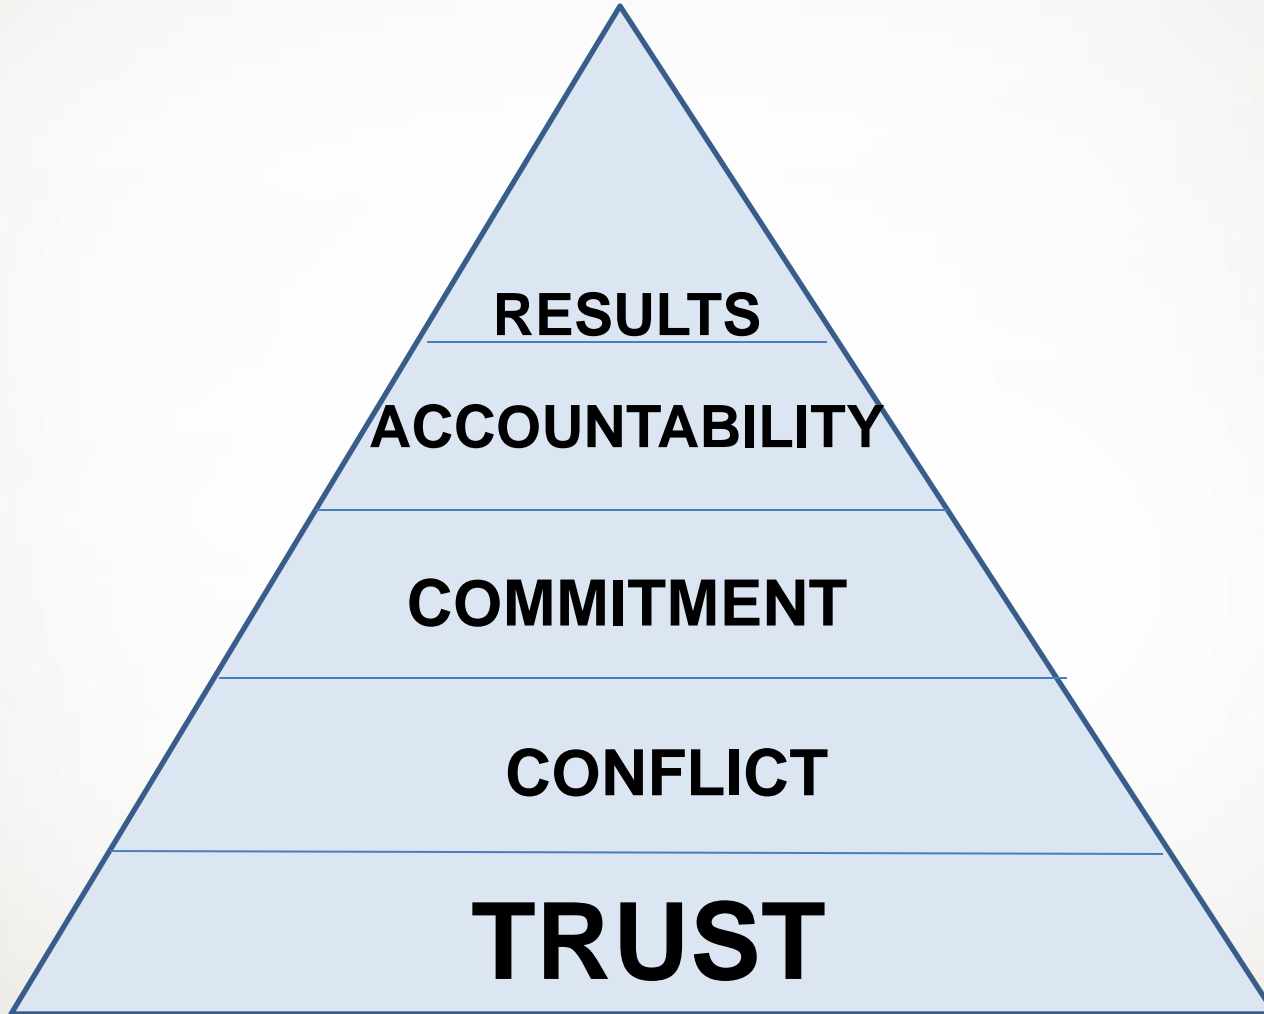 RESULTS
ACCOUNTABILITY
COMMITMENT
CONFLICT
TRUST